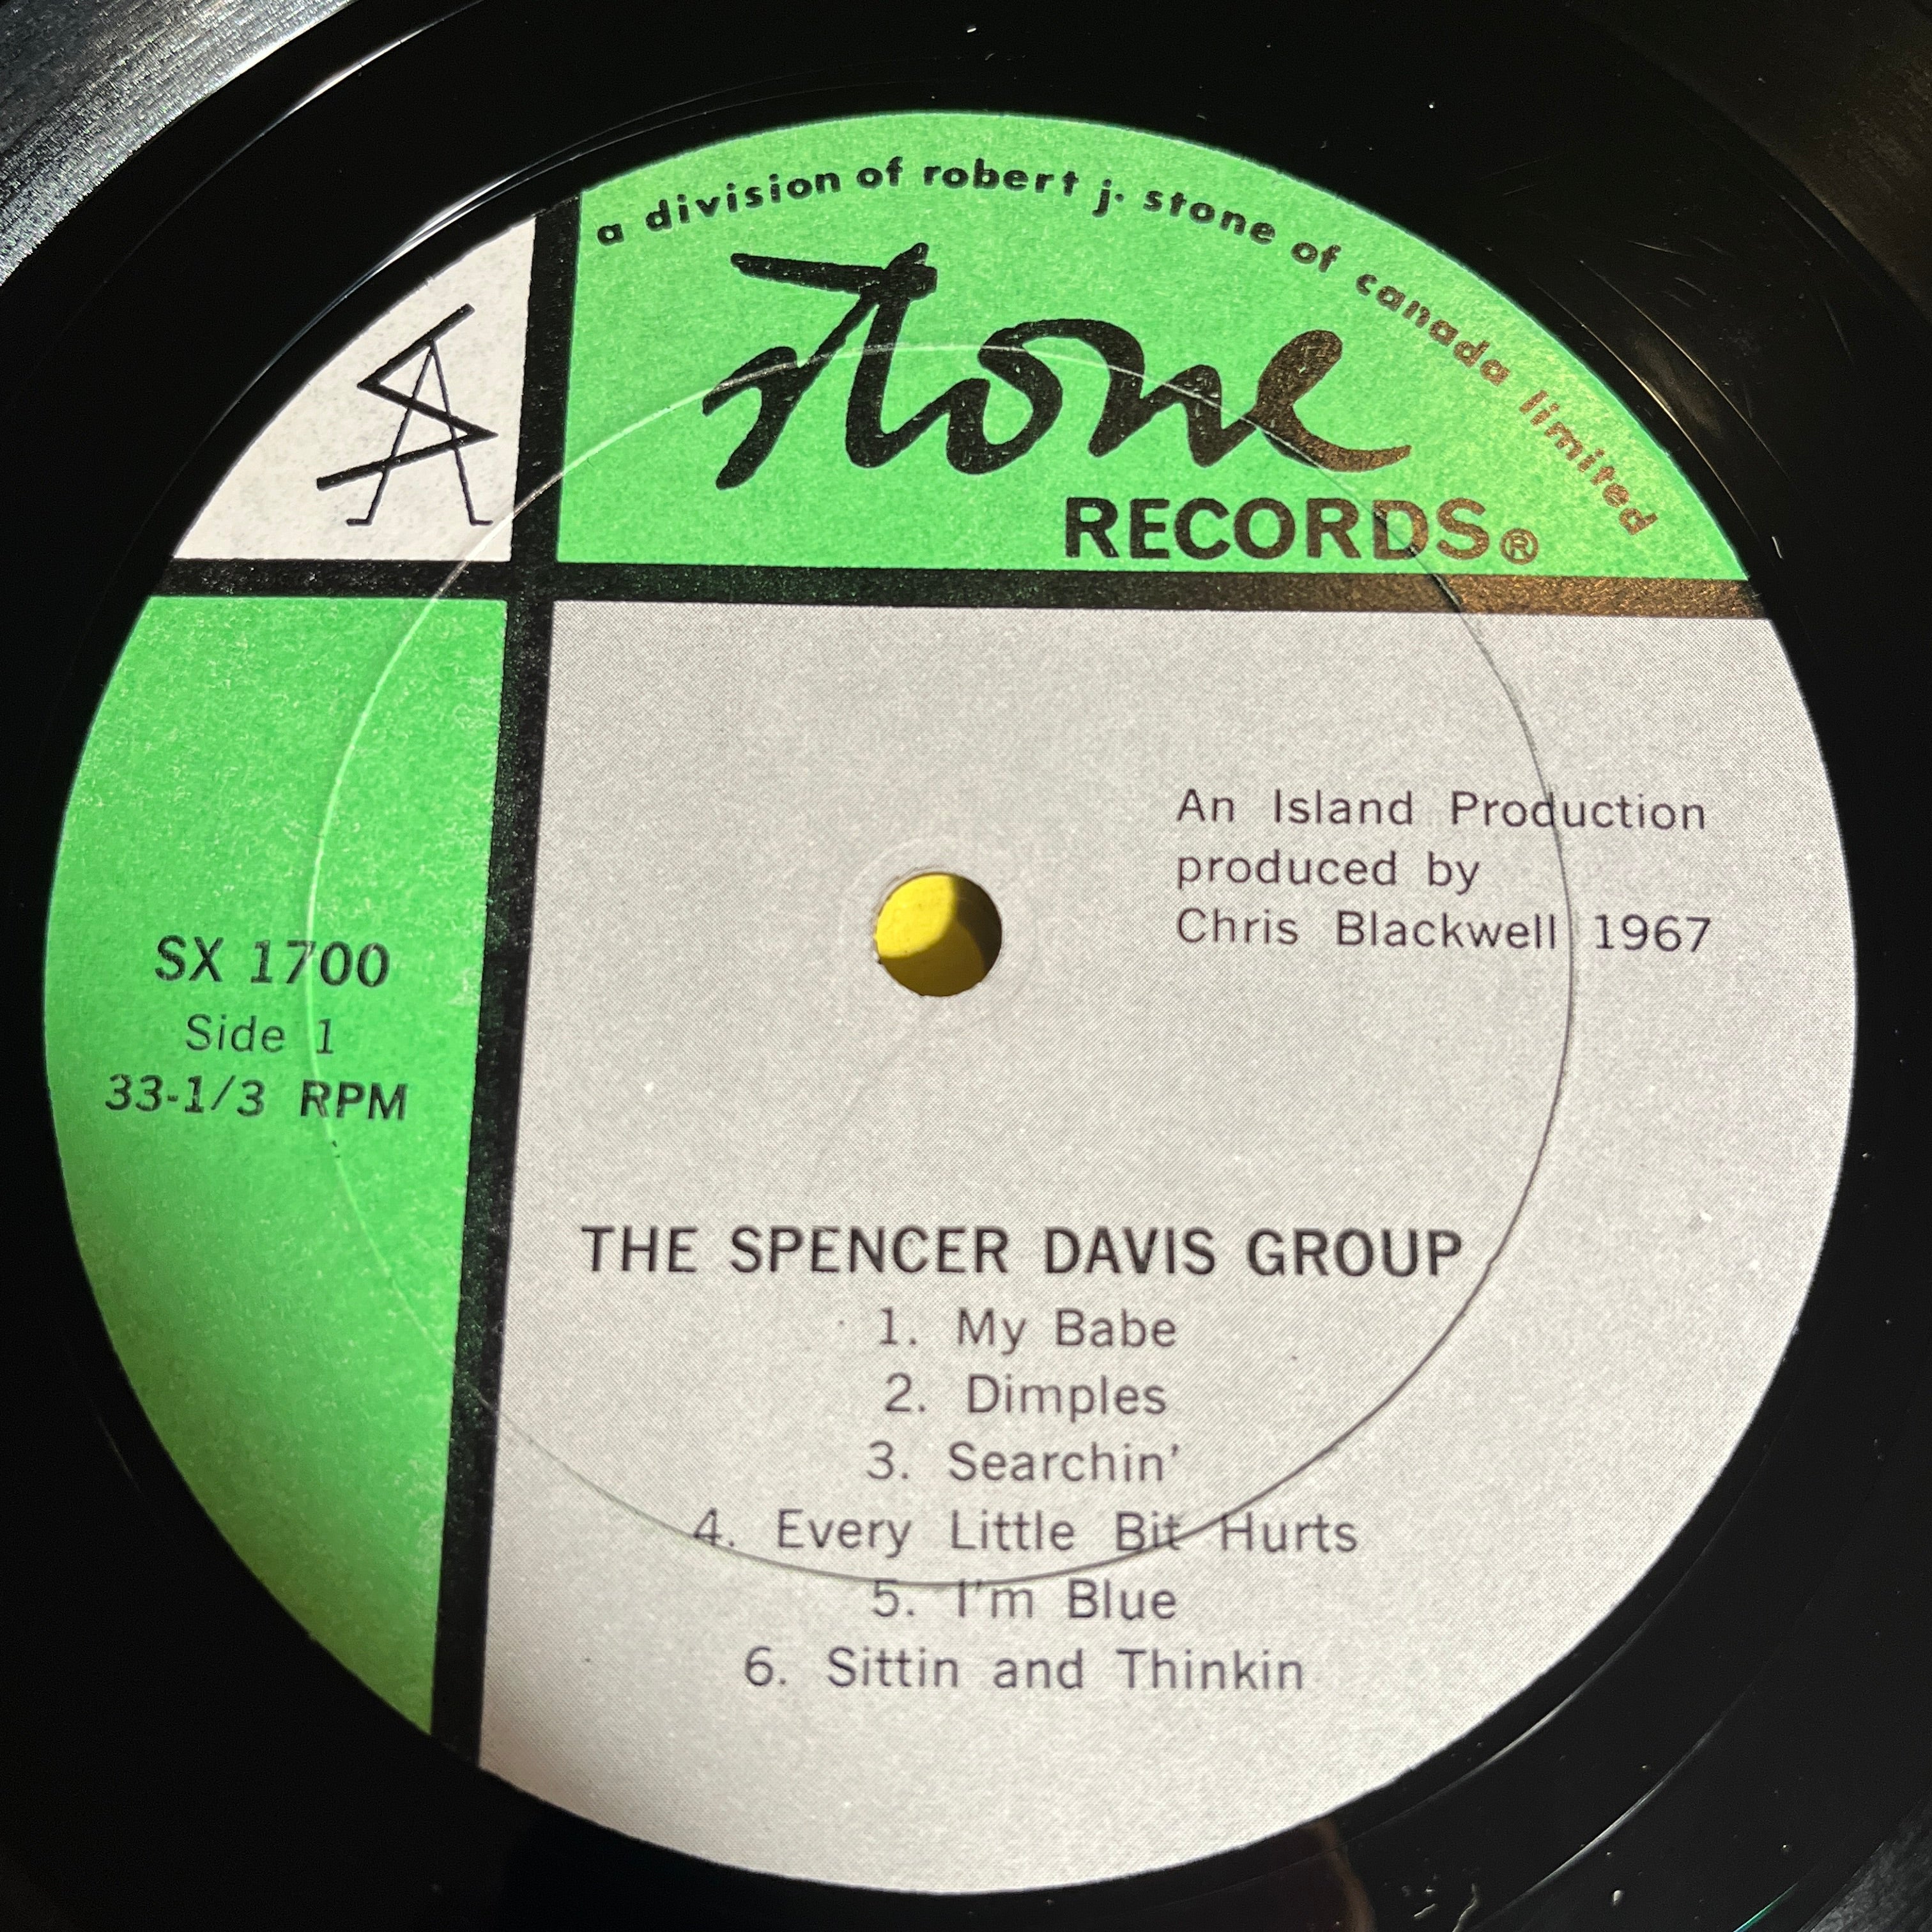 a division of robert j. stone of canada limited
stone
RECORDS®
An Island Production
produced by
Chris Blackwell 1967
SX 1700
Side 1
33-1/3 RPM
THE SPENCER DAVIS GROUP
1. My Babe
2. Dimples
3. Searchin'
4. Every Little Bit Hurts
5. I'm Blue
6. Sittin and Thinkin